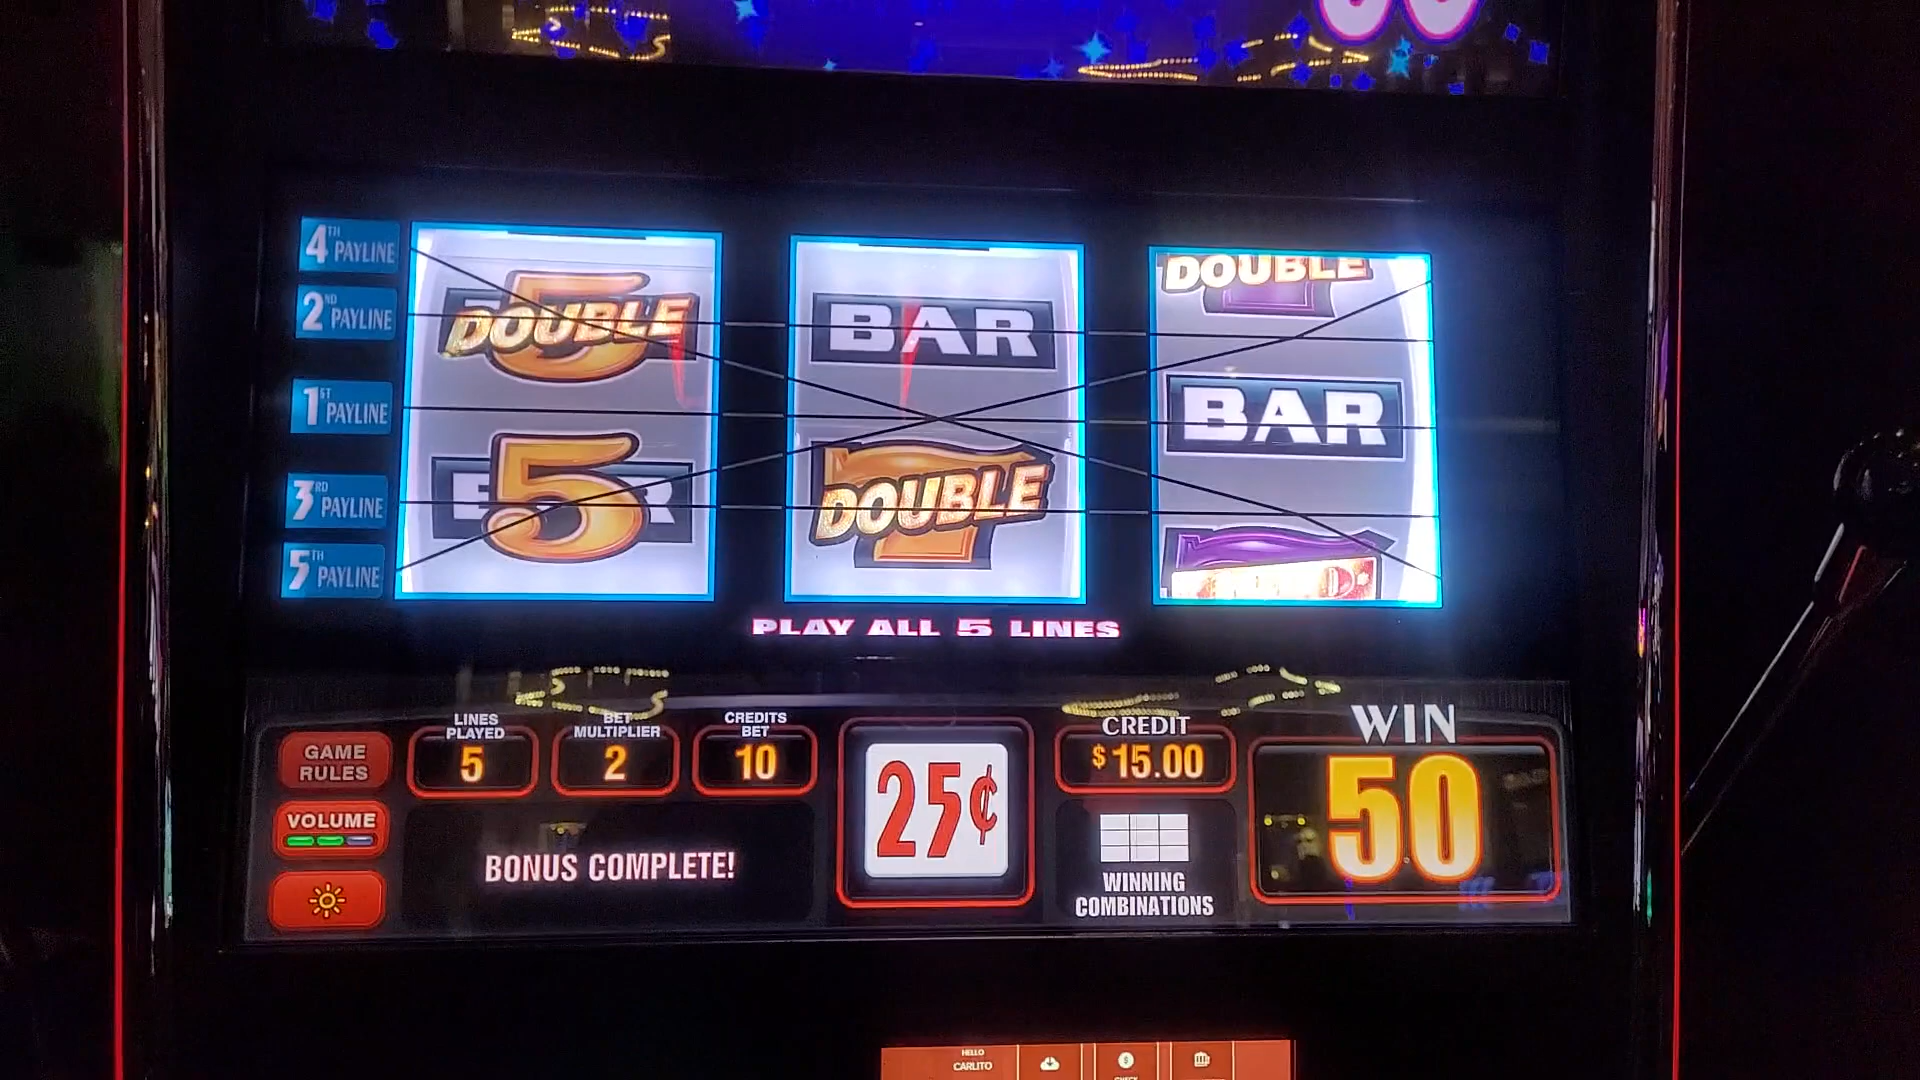 4TH PAYLINE
2ND PAYLINE
1ST PAYLINE
3RD PAYLINE
5TH PAYLINE
5 DOUBLE
BAR
DOUBLE
5
DOUBLE
BAR
PLAY ALL 5 LINES
GAME RULES
VOLUME
LINES PLAYED
5
BET MULTIPLIER
2
CREDITS BET
10
BONUS COMPLETE!
25¢
CREDIT
$15.00
WINNING COMBINATIONS
WIN
50
HELLO
CARLITO